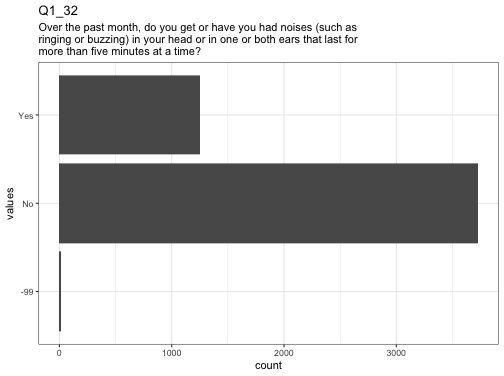 Q1_32
Over the past month, do you get or have you had noises (such as
ringing or buzzing) in your head or in one or both ears that last for
more than five minutes at a time?
Yes
No
-99
values
0
1000
2000
3000
count